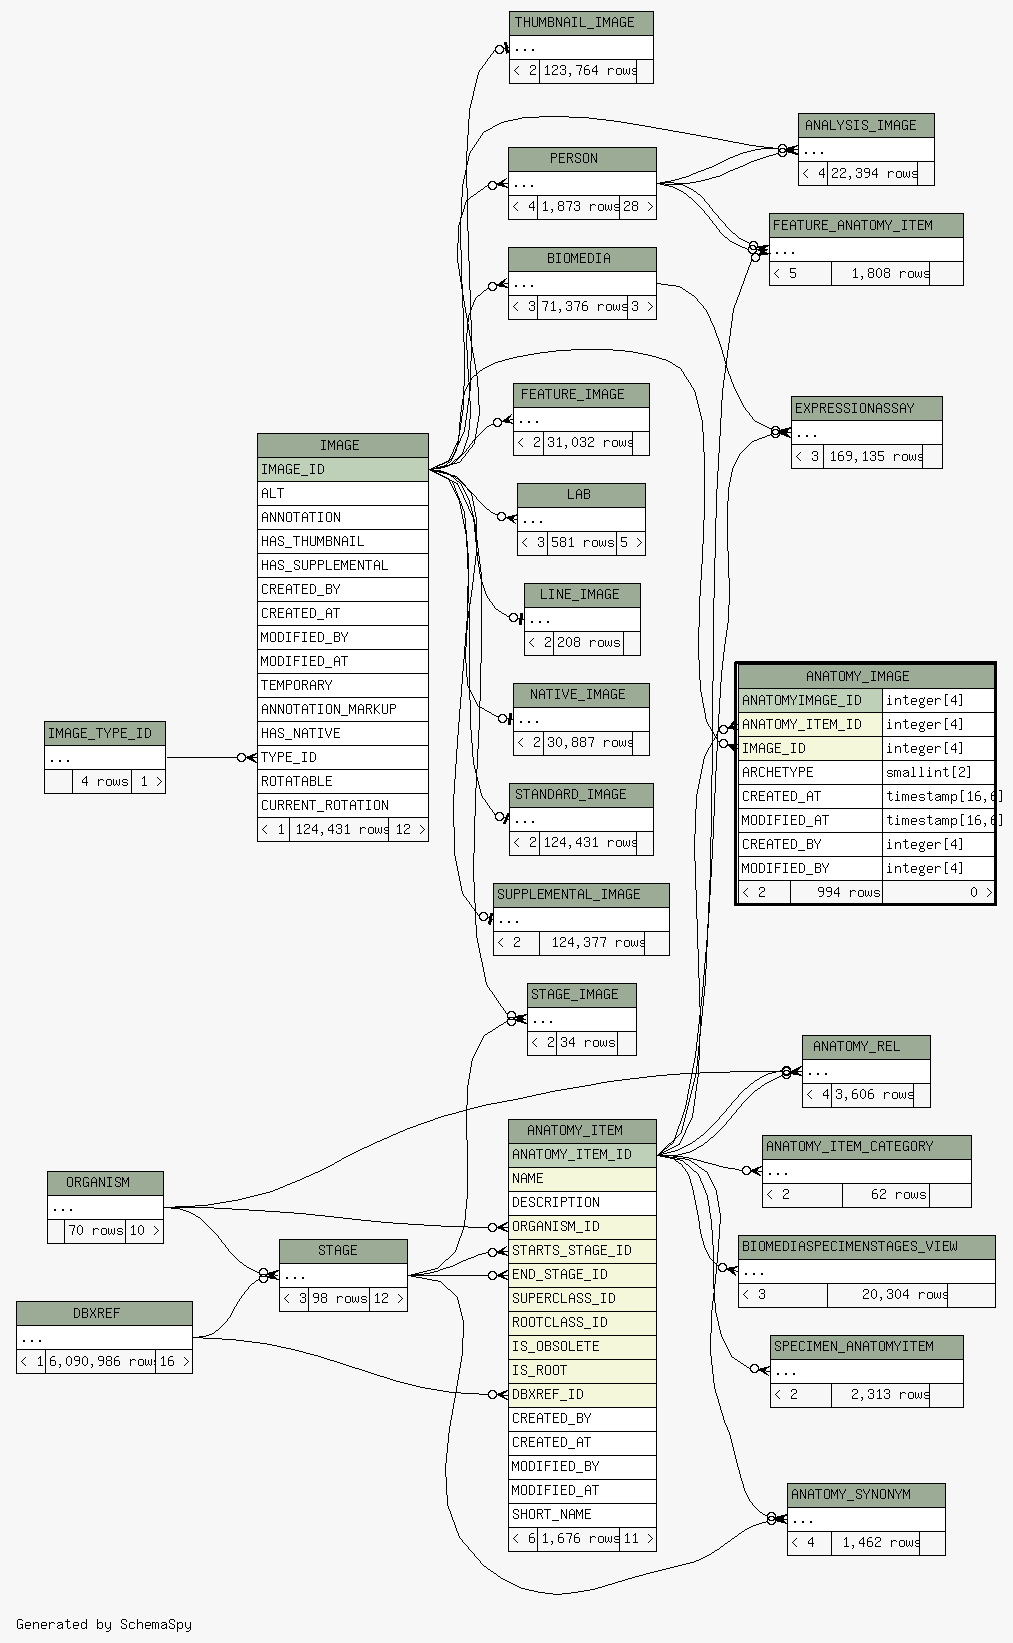 THUMBNAIL_IMAGE
...
< 2 123,764 rows
ANALYSIS_IMAGE
...
< 4 22,394 rows
PERSON
...
< 4 1,873 rows 28 >
FEATURE_ANATOMY_ITEM
...
< 5 1,808 rows
BIOMEDIA
...
< 3 71,376 rows 3 >
FEATURE_IMAGE
...
< 2 31,032 rows
EXPRESSIONASSAY
...
< 3 169,135 rows
IMAGE
IMAGE_ID
ALT
ANNOTATION
HAS_THUMBNAIL
HAS_SUPPLEMENTAL
CREATED_BY
CREATED_AT
MODIFIED_BY
MODIFIED_AT
TEMPORARY
ANNOTATION_MARKUP
HAS_NATIVE
TYPE_ID
ROTATABLE
CURRENT_ROTATION
< 1 124,431 rows 12 >
LAB
...
< 3 581 rows 5 >
LINE_IMAGE
...
< 2 208 rows
NATIVE_IMAGE
...
< 2 30,887 rows
ANATOMY_IMAGE
ANATOMYIMAGE_ID integer[4]
ANATOMY_ITEM_ID integer[4]
IMAGE_ID integer[4]
ARCHETYPE smallint[2]
CREATED_AT timestamp[16,6]
MODIFIED_AT timestamp[16,6]
CREATED_BY integer[4]
MODIFIED_BY integer[4]
< 2 994 rows 0 >
IMAGE_TYPE_ID
...
4 rows 1 >
STANDARD_IMAGE
...
< 2 124,431 rows
SUPPLEMENTAL_IMAGE
...
< 2 124,377 rows
STAGE_IMAGE
...
< 2 34 rows
ANATOMY_REL
...
< 4 3,606 rows
ANATOMY_ITEM
ANATOMY_ITEM_ID
NAME
DESCRIPTION
ORGANISM_ID
STARTS_STAGE_ID
END_STAGE_ID
SUPERCLASS_ID
ROOTCLASS_ID
IS_OBSOLETE
IS_ROOT
DBXREF_ID
CREATED_BY
CREATED_AT
MODIFIED_BY
MODIFIED_AT
SHORT_NAME
< 6 1,676 rows 11 >
ANATOMY_ITEM_CATEGORY
...
< 2 62 rows
ORGANISM
...
70 rows 10 >
STAGE
...
< 3 98 rows 12 >
BIOMEDIASPECIMENSTAGES_VIEW
...
< 3 20,304 rows
DBXREF
...
< 1 6,090,986 rows 16 >
SPECIMEN_ANATOMYITEM
...
< 2 2,313 rows
ANATOMY_SYNONYM
...
< 4 1,462 rows
Generated by SchemaSpy